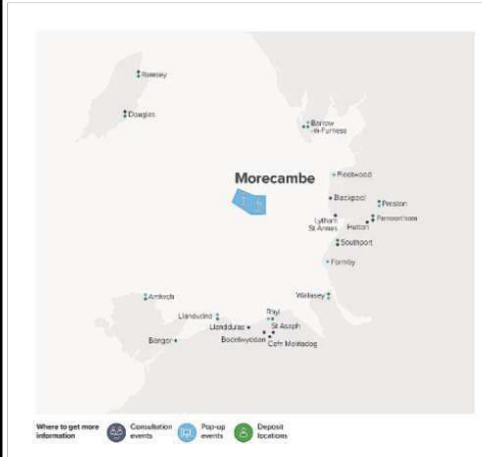 Ramsey
Douglas
Barrow
-in-Furness
Morecambe
Fleetwood
Blackpool
Preston
Lytham
St Annes
Penwortham
Hutton
Southport
Formby
Amlwch
Wallasey
Llandudno
Rhyl
Llanddulas
St Asaph
Bangor
Bodelwyddan
Cefn Meiriadog
Where to get more
information
Consultation
events
Pop-up
events
Deposit
locations